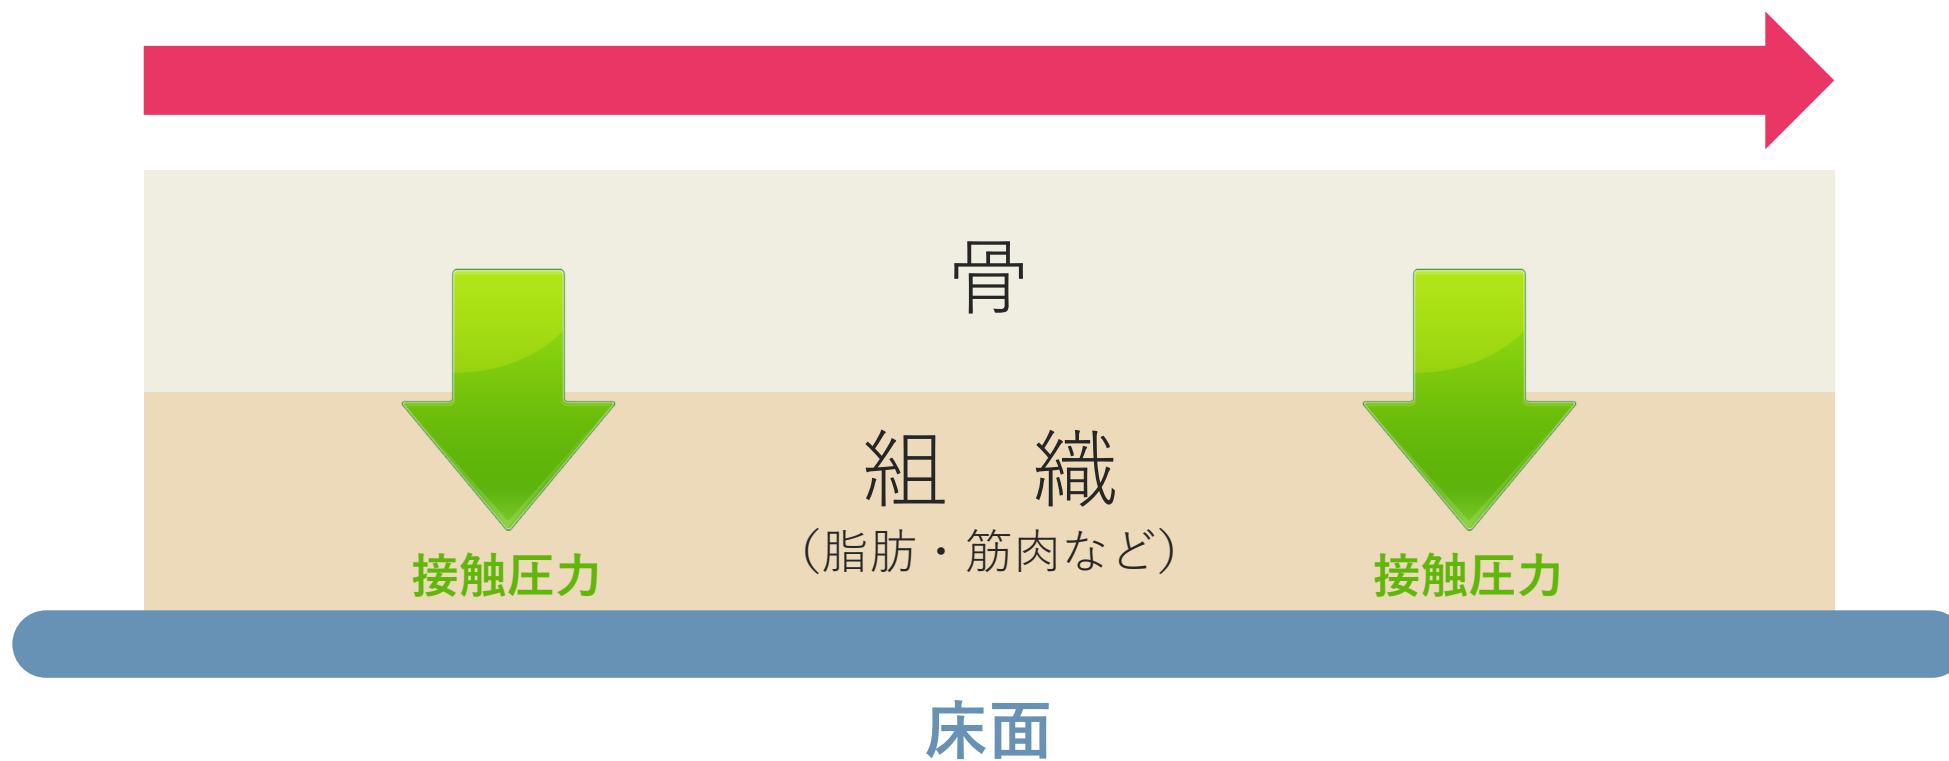 骨
組　織
（脂肪・筋肉など）
接触圧力
接触圧力
床面